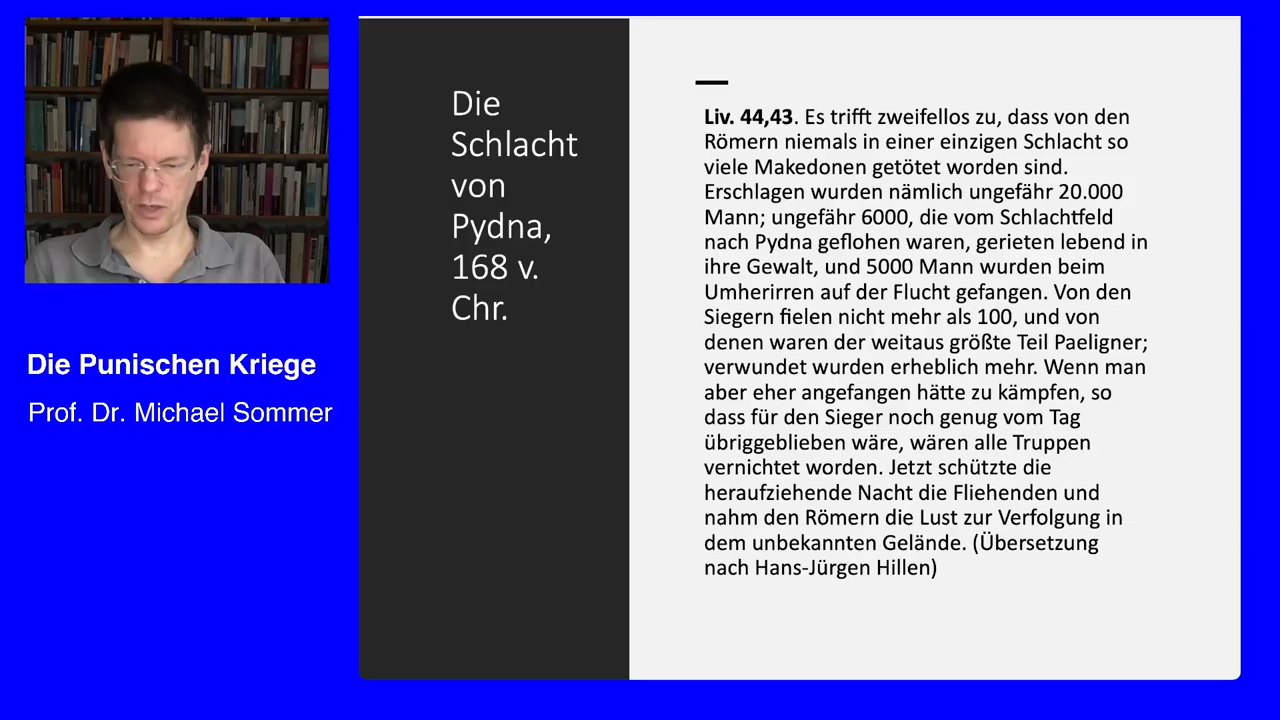 Die
Schlacht
von
Pydna,
168 v.
Chr.
Liv. 44,43. Es trifft zweifellos zu, dass von den
Römern niemals in einer einzigen Schlacht so
viele Makedonen getötet worden sind.
Erschlagen wurden nämlich ungefähr 20.000
Mann; ungefähr 6000, die vom Schlachtfeld
nach Pydna geflohen waren, gerieten lebend in
ihre Gewalt, und 5000 Mann wurden beim
Umherirren auf der Flucht gefangen. Von den
Siegern fielen nicht mehr als 100, und von
denen waren der weitaus größte Teil Paeligner;
verwundet wurden erheblich mehr. Wenn man
aber eher angefangen hätte zu kämpfen, so
dass für den Sieger noch genug vom Tag
übriggeblieben wäre, wären alle Truppen
vernichtet worden. Jetzt schützte die
heraufziehende Nacht die Fliehenden und
nahm den Römern die Lust zur Verfolgung in
dem unbekannten Gelände. (Übersetzung
nach Hans-Jürgen Hillen)
Die Punischen Kriege
Prof. Dr. Michael Sommer